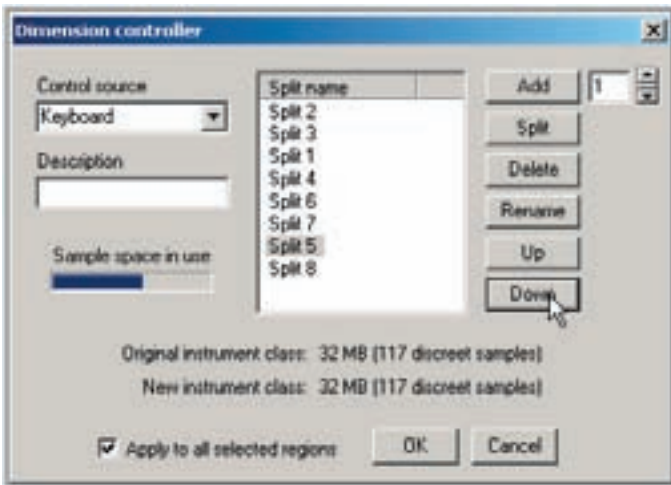 Dimension controller
Control source
Keyboard
Description
Sample space in use
Split name
Split 2
Split 3
Split 1
Split 4
Split 6
Split 7
Split 5
Split 8
Add
1
Split
Delete
Rename
Up
Down
Original instrument class: 32 MB (117 discreet samples)
New instrument class: 32 MB (117 discreet samples)
Apply to all selected regions
OK
Cancel